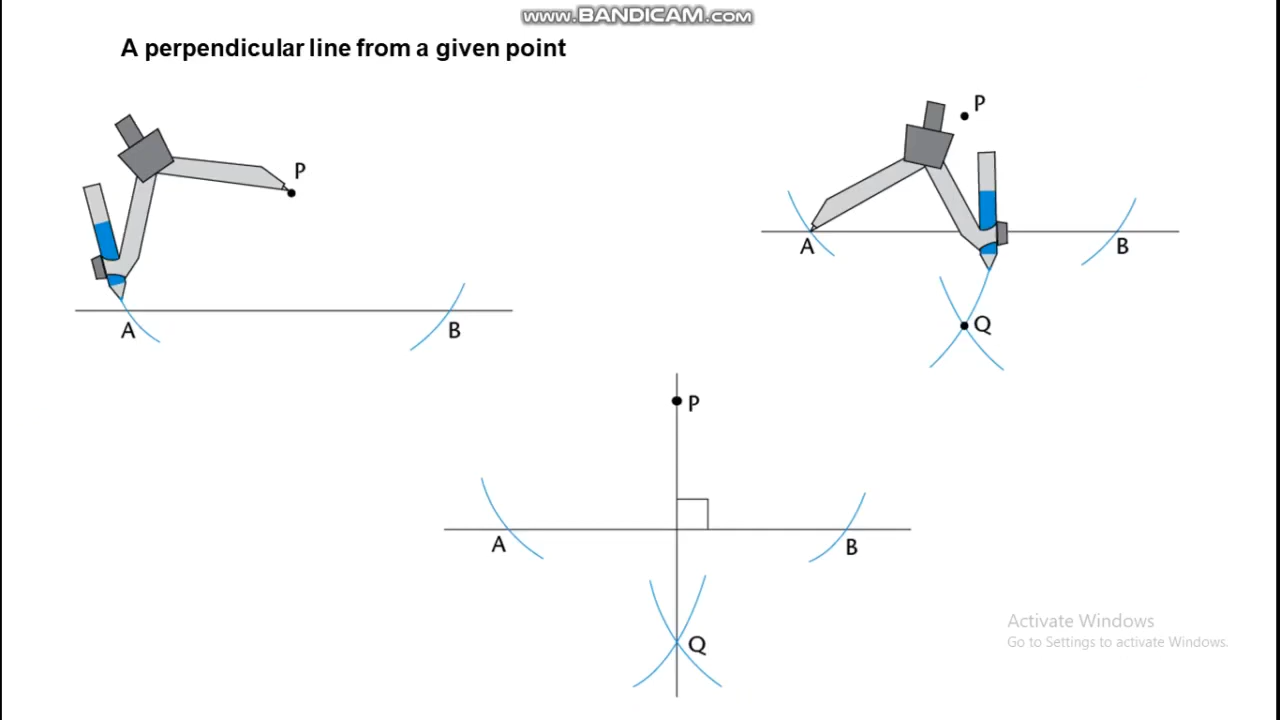 www.BANDICAM.com
A perpendicular line from a given point
P
A
B
P
A
B
Q
P
A
B
Q
Activate Windows
Go to Settings to activate Windows.